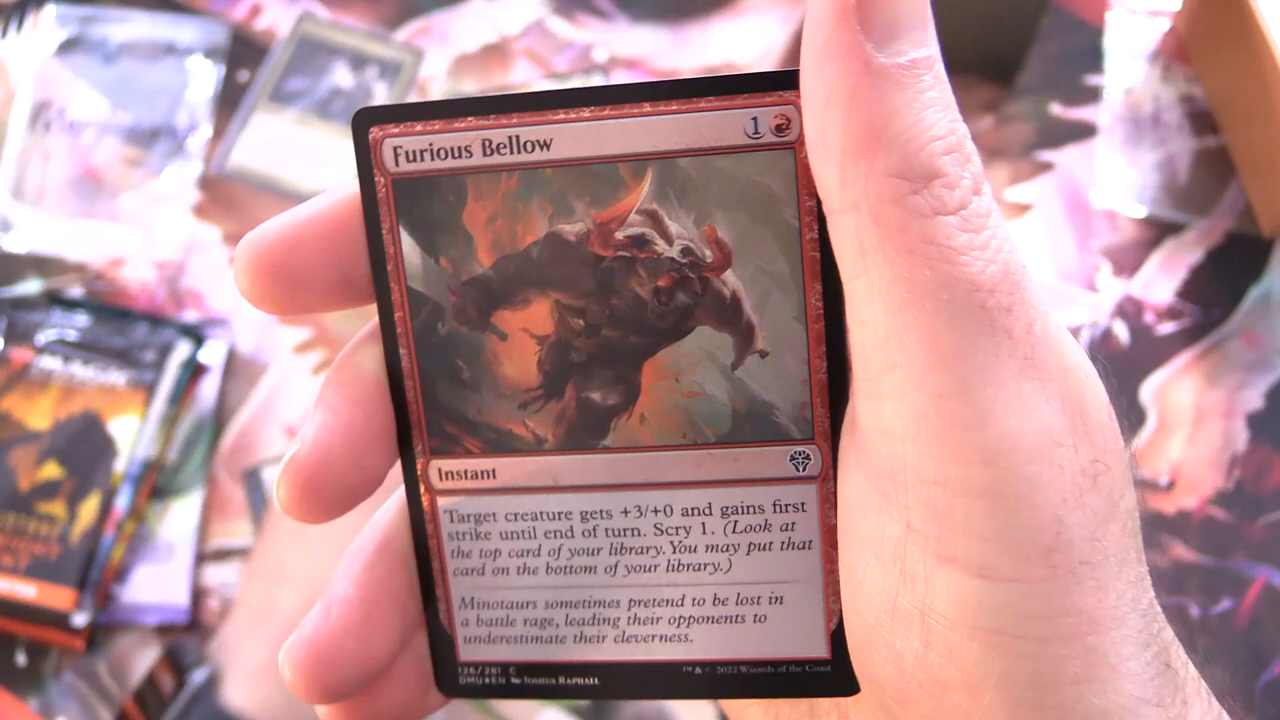 Furious Bellow 1
Instant
Target creature gets +3/+0 and gains first
strike until end of turn. Scry 1. (Look at
the top card of your library. You may put that
card on the bottom of your library.)
Minotaurs sometimes pretend to be lost in
a battle rage, leading their opponents to
underestimate their cleverness.
126/281 C
DMU★EN Joshua Raphael
™ & © 2022 Wizards of the Coast
MAGIC